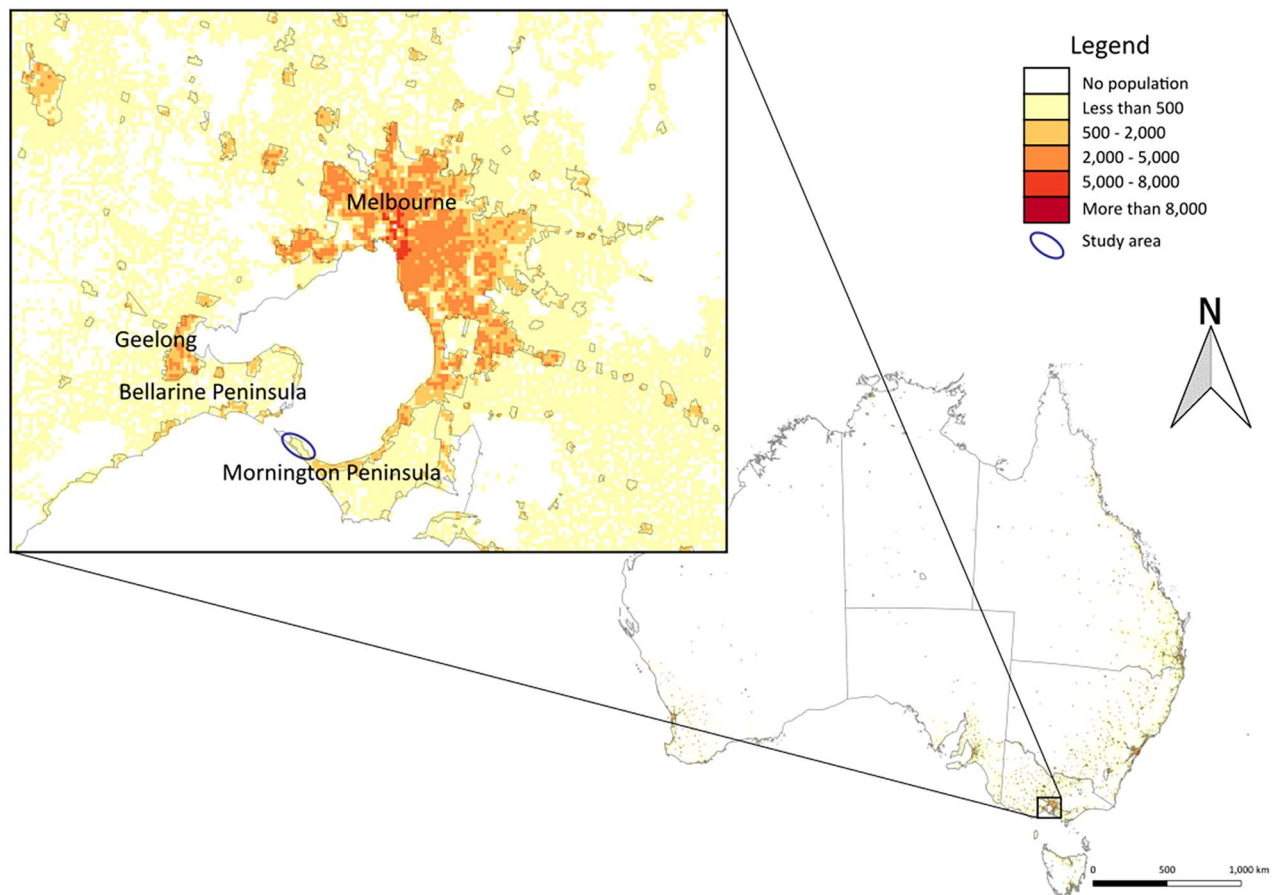 Legend
No population
Less than 500
500 - 2,000
2,000 - 5,000
5,000 - 8,000
More than 8,000
Study area
Melbourne
Geelong
Bellarine Peninsula
Mornington Peninsula
N
0 500 1,000 km